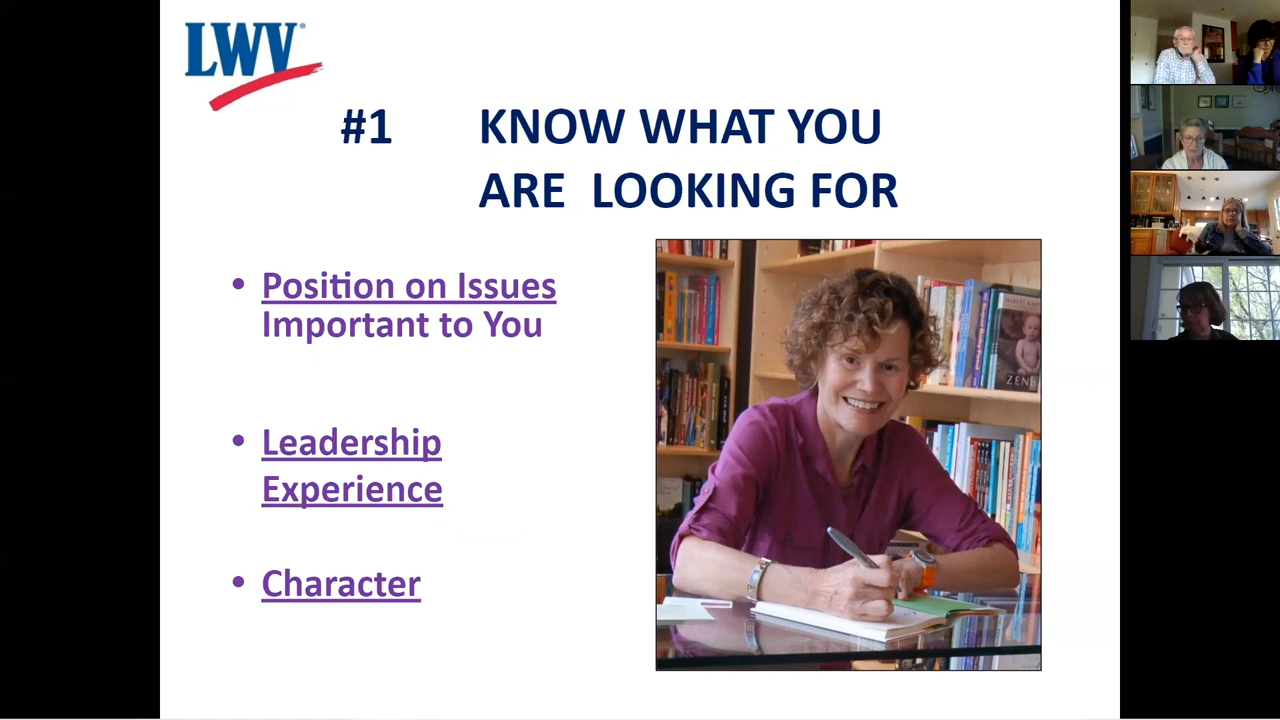 LWV
#1 KNOW WHAT YOU
ARE LOOKING FOR
• Position on Issues
Important to You
• Leadership
Experience
• Character